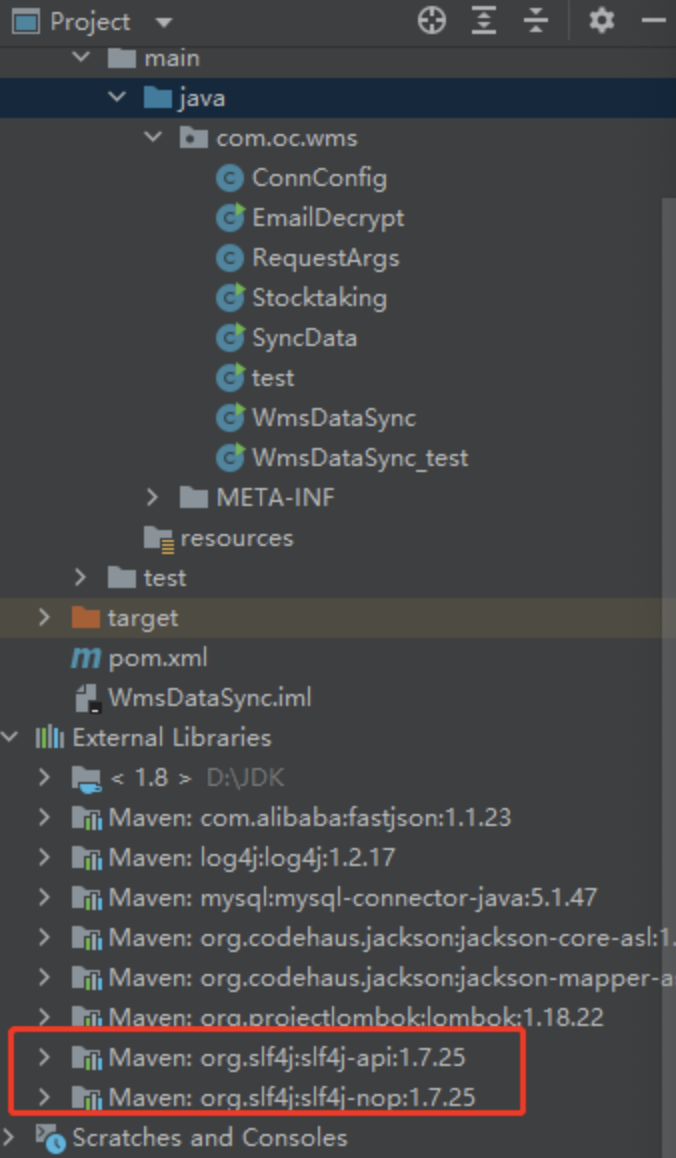 Project
main
java
com.oc.wms
ConnConfig
EmailDecrypt
RequestArgs
Stocktaking
SyncData
test
WmsDataSync
WmsDataSync_test
META-INF
resources
test
target
pom.xml
WmsDataSync.iml
External Libraries
< 1.8 > D:\JDK
Maven: com.alibaba:fastjson:1.1.23
Maven: log4j:log4j:1.2.17
Maven: mysql:mysql-connector-java:5.1.47
Maven: org.codehaus.jackson:jackson-core-asl:1.
Maven: org.codehaus.jackson:jackson-mapper-a
Maven: org.projectlombok:lombok:1.18.22
Maven: org.slf4j:slf4j-api:1.7.25
Maven: org.slf4j:slf4j-nop:1.7.25
Scratches and Consoles